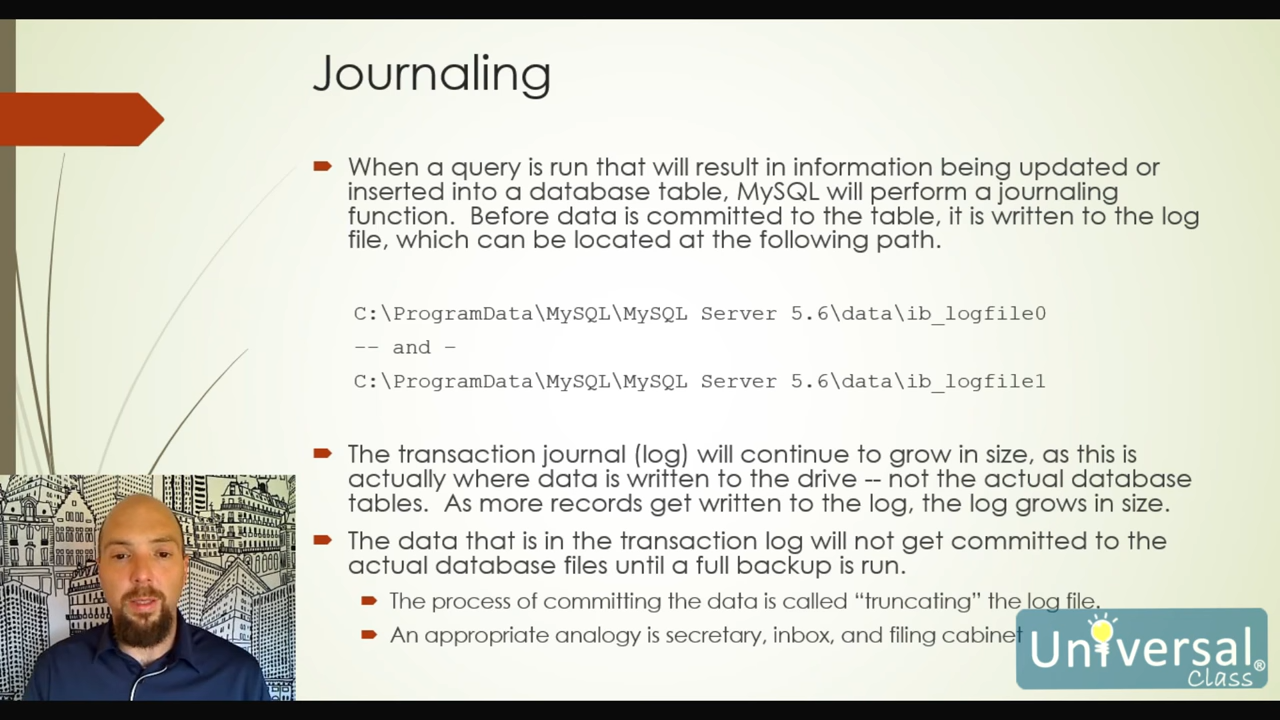 Journaling
When a query is run that will result in information being updated or
inserted into a database table, MySQL will perform a journaling
function.  Before data is committed to the table, it is written to the log
file, which can be located at the following path.
C:\ProgramData\MySQL\MySQL Server 5.6\data\ib_logfile0
-- and –
C:\ProgramData\MySQL\MySQL Server 5.6\data\ib_logfile1
The transaction journal (log) will continue to grow in size, as this is
actually where data is written to the drive -- not the actual database
tables.  As more records get written to the log, the log grows in size.
The data that is in the transaction log will not get committed to the
actual database files until a full backup is run.
The process of committing the data is called “truncating” the log file.
An appropriate analogy is secretary, inbox, and filing cabinet
Universal®
Class